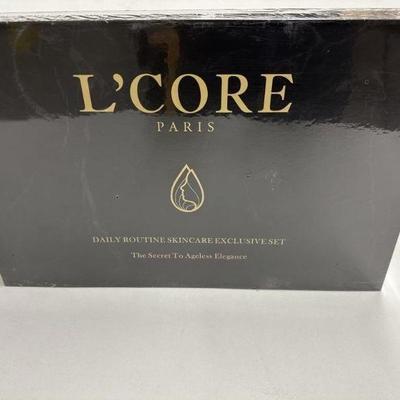 L'CORE
PARIS
DAILY ROUTINE SKINCARE EXCLUSIVE SET
The Secret To Ageless Elegance